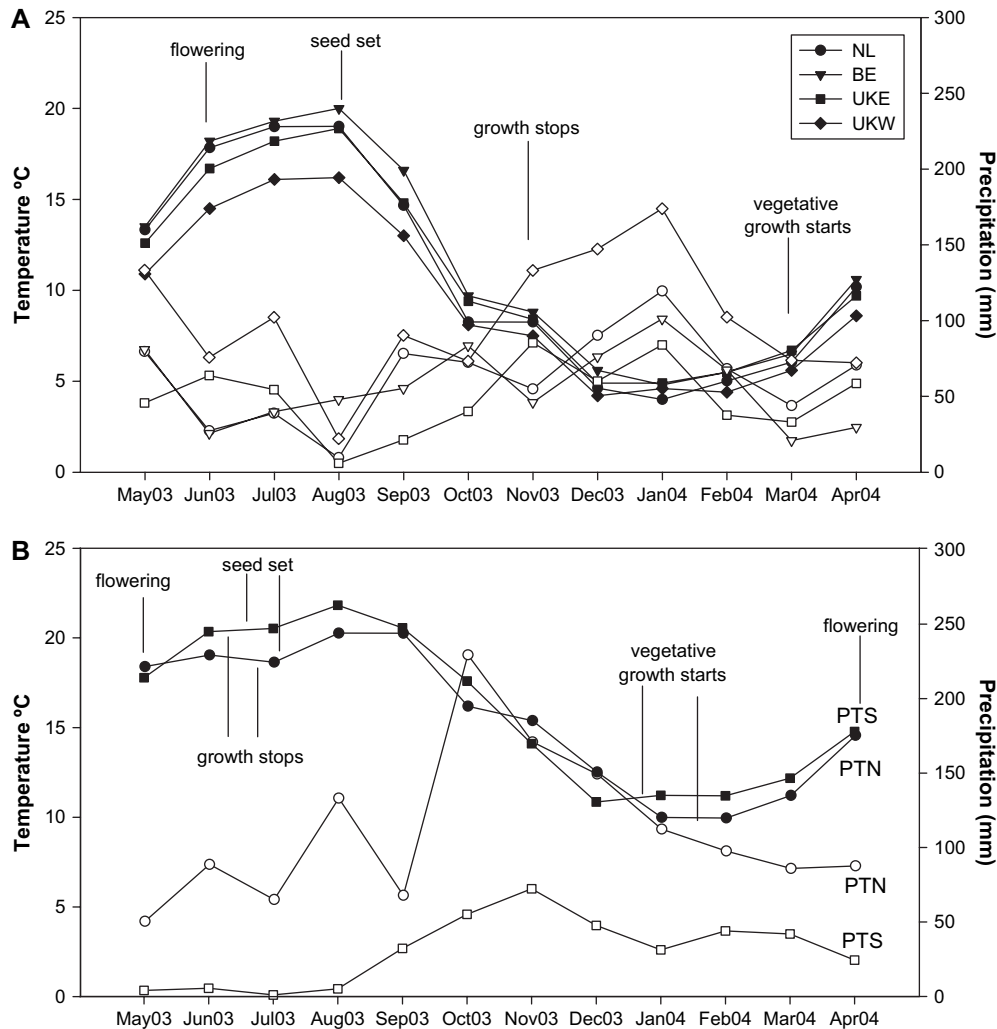 A
25
20
15
10
5
0
Temperature ºC
300
250
200
150
100
50
0
Precipitation (mm)
flowering
seed set
growth stops
vegetative
growth starts
NL
BE
UKE
UKW
May03 Jun03 Jul03 Aug03 Sep03 Oct03 Nov03 Dec03 Jan04 Feb04 Mar04 Apr04
B
25
20
15
10
5
0
Temperature ºC
300
250
200
150
100
50
0
Precipitation (mm)
flowering
seed set
growth stops
vegetative
growth starts
flowering
PTS
PTN
PTN
PTS
May03 Jun03 Jul03 Aug03 Sep03 Oct03 Nov03 Dec03 Jan04 Feb04 Mar04 Apr04